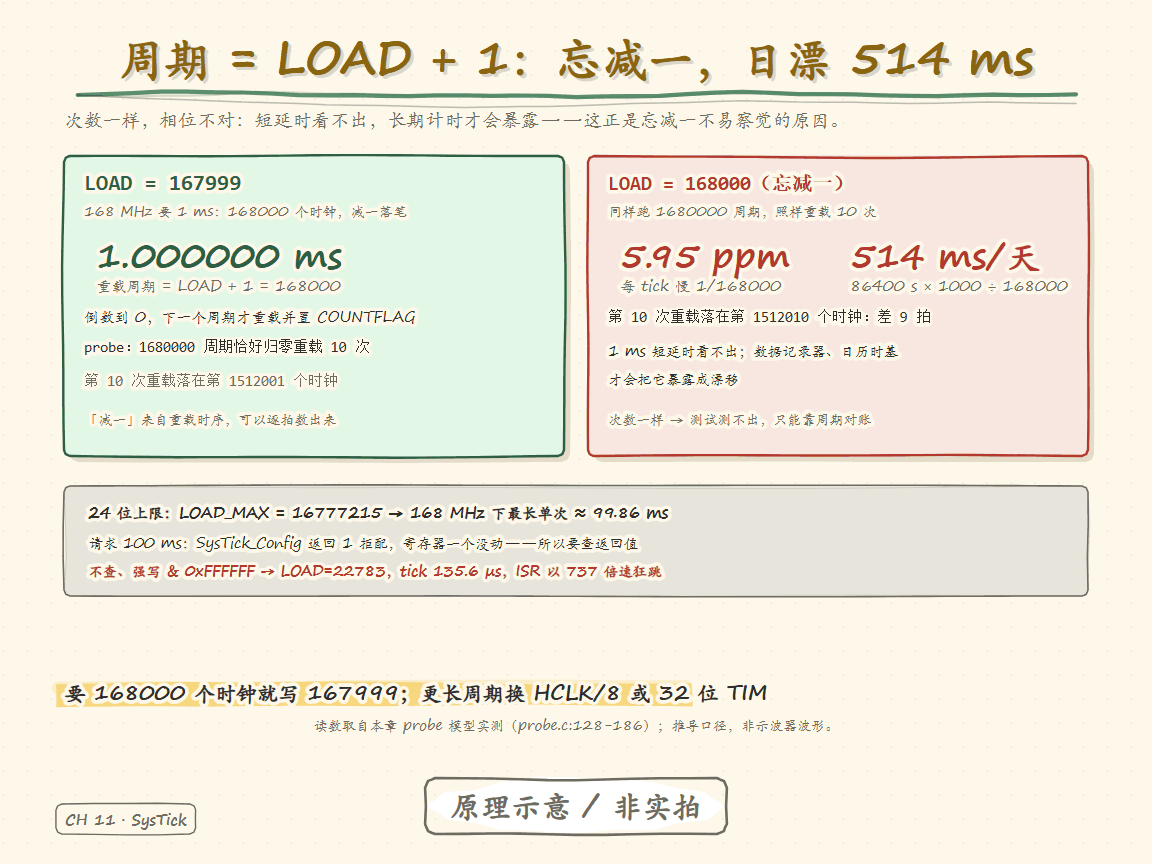 周期 = LOAD + 1：忘减一，日漂 514 ms
次数一样，相位不对：短延时看不出，长期计时才会暴露——这正是忘减一不易察觉的原因。
LOAD = 167999
168 MHz 要 1 ms：168000 个时钟，减一落笔
1.000000 ms
重载周期 = LOAD + 1 = 168000
倒数到 0，下一个周期才重载并置 COUNTFLAG
probe：1680000 周期恰好归零重载 10 次
第 10 次重载落在第 1512001 个时钟
「减一」来自重载时序，可以逐拍数出来
LOAD = 168000（忘减一）
同样跑 1680000 周期，照样重载 10 次
5.95 ppm
每 tick 慢 1/168000
514 ms/天
86400 s × 1000 ÷ 168000
第 10 次重载落在第 1512010 个时钟：差 9 拍
1 ms 短延时看不出；数据记录器、日历时基
才会把它暴露成漂移
次数一样 → 测试测不出，只能靠周期对账
24 位上限：LOAD_MAX = 16777215 → 168 MHz 下最长单次 ≈ 99.86 ms
请求 100 ms：SysTick_Config 返回 1 拒配，寄存器一个没动——所以要查返回值
不查、强写 & 0xFFFFFF → LOAD=22783，tick 135.6 μs，ISR 以 737 倍速狂跳
要 168000 个时钟就写 167999；更长周期换 HCLK/8 或 32 位 TIM
读数取自本章 probe 模型实测（probe.c:128-186）；推导口径，非示波器波形。
原理示意 / 非实拍
CH 11 · SysTick